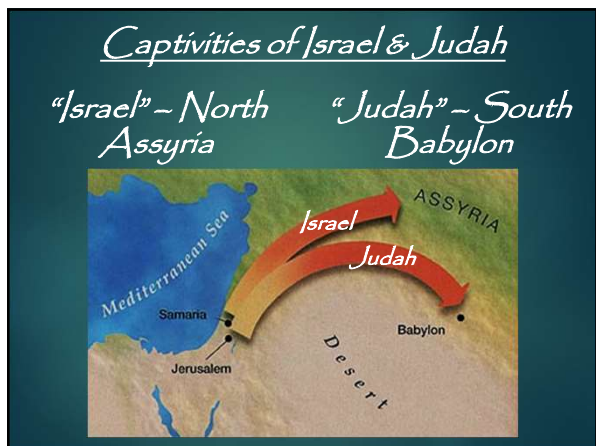 Captivities of Israel & Judah
“Israel” – North
Assyria
“Judah” – South
Babylon
ASSYRIA
Israel
Judah
Mediterranean Sea
Samaria
Babylon
Jerusalem
Desert